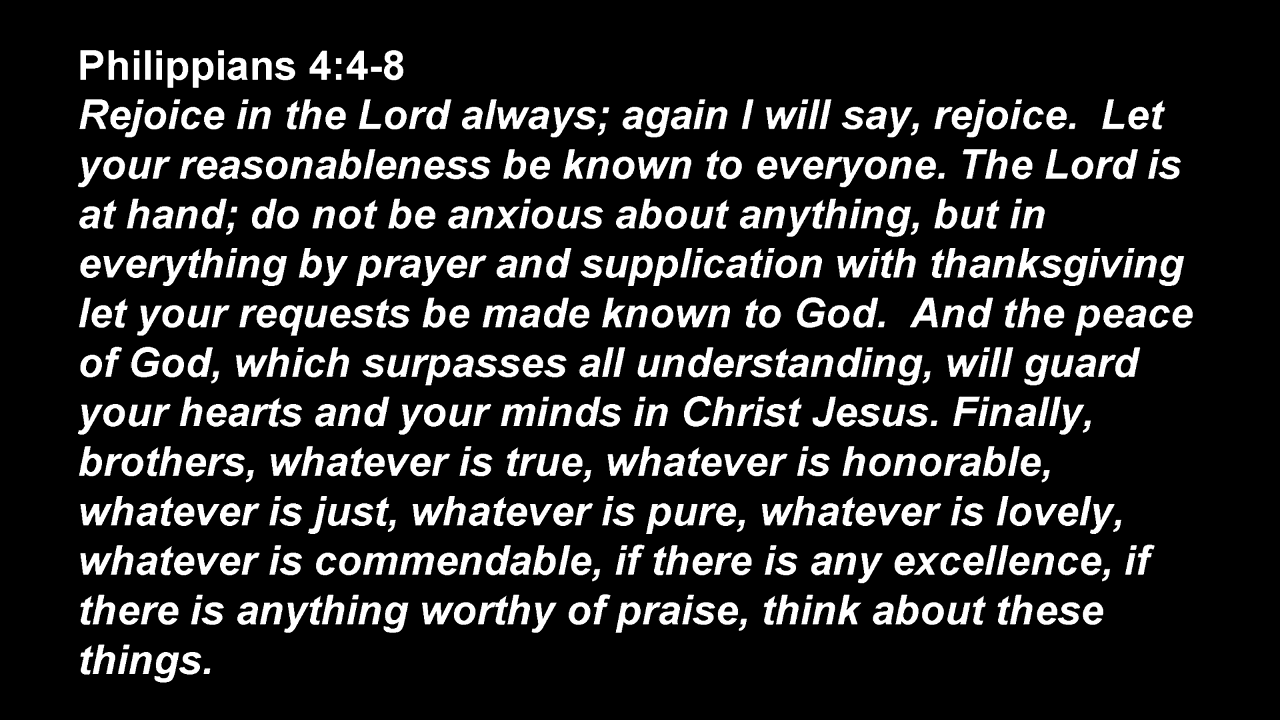 Philippians 4:4-8
Rejoice in the Lord always; again I will say, rejoice.  Let
your reasonableness be known to everyone. The Lord is
at hand; do not be anxious about anything, but in
everything by prayer and supplication with thanksgiving
let your requests be made known to God.  And the peace
of God, which surpasses all understanding, will guard
your hearts and your minds in Christ Jesus. Finally,
brothers, whatever is true, whatever is honorable,
whatever is just, whatever is pure, whatever is lovely,
whatever is commendable, if there is any excellence, if
there is anything worthy of praise, think about these
things.